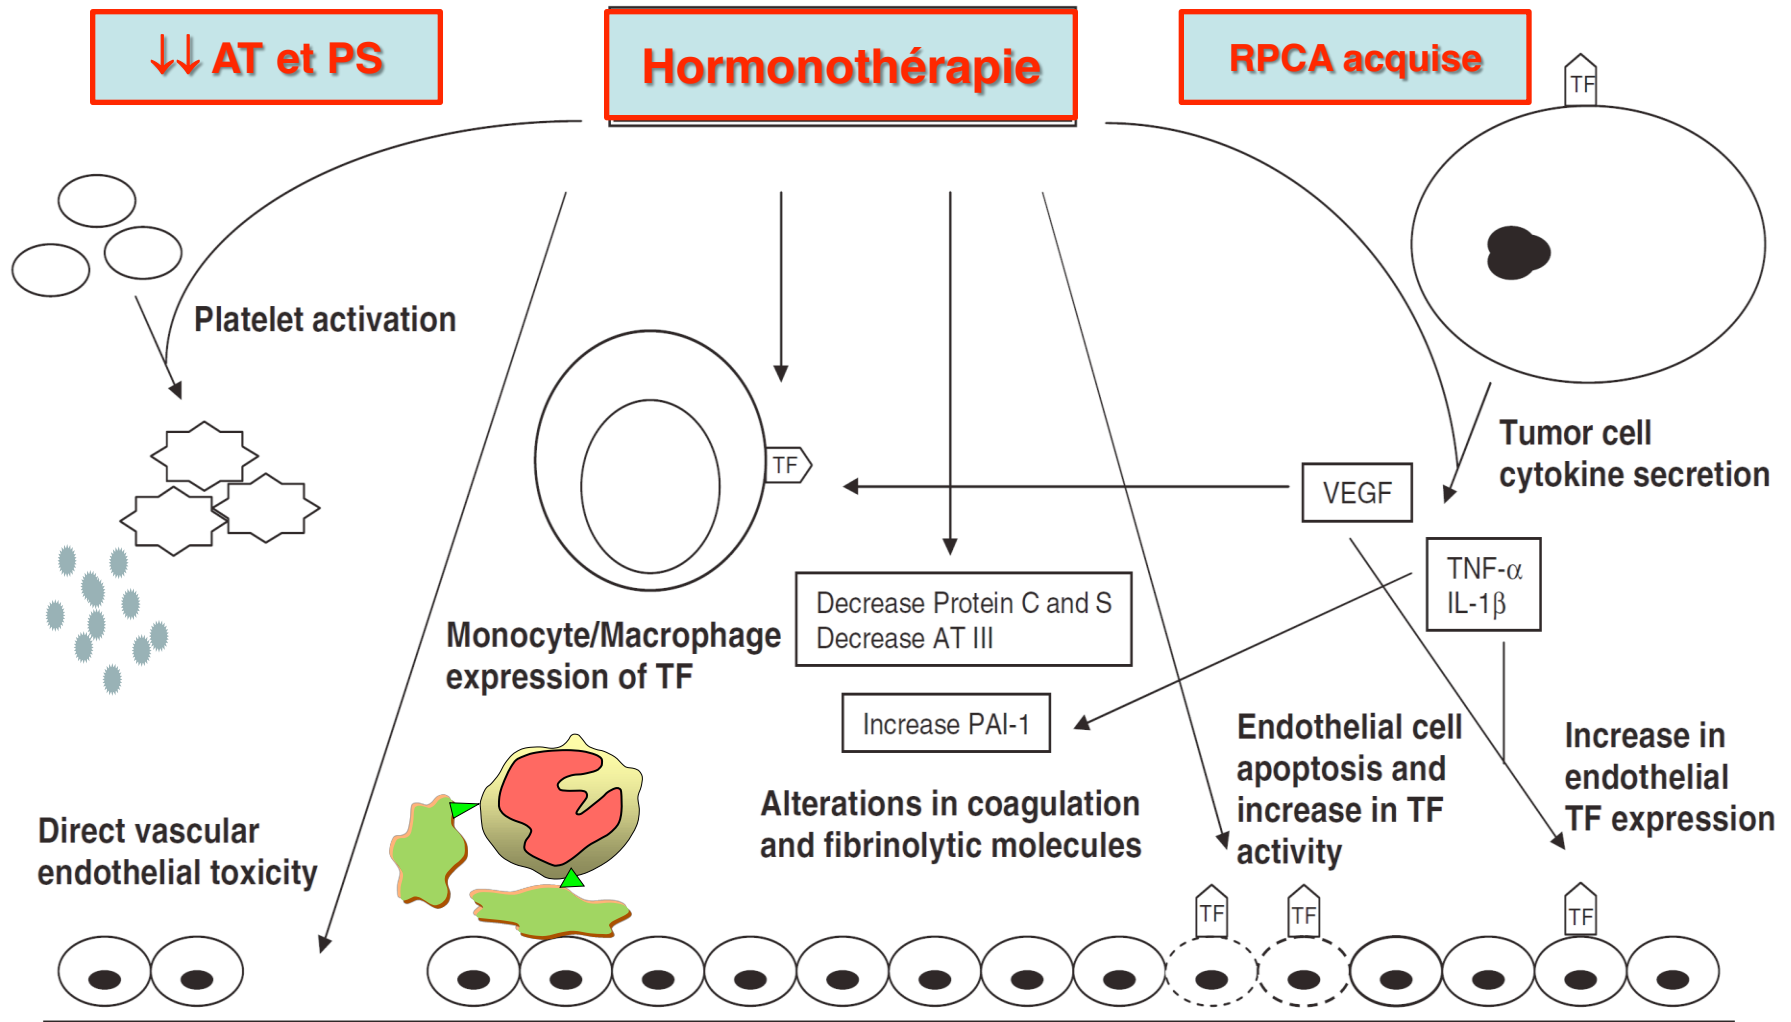 ↓↓ AT et PS
Hormonothérapie
RPCA acquise
TF
Platelet activation
Tumor cell
cytokine secretion
TF
VEGF
TNF-α
IL-1β
Decrease Protein C and S
Decrease AT III
Monocyte/Macrophage
expression of TF
Increase PAI-1
Endothelial cell
apoptosis and
increase in TF
activity
Increase in
endothelial
TF expression
Alterations in coagulation
and fibrinolytic molecules
Direct vascular
endothelial toxicity
TF
TF
TF